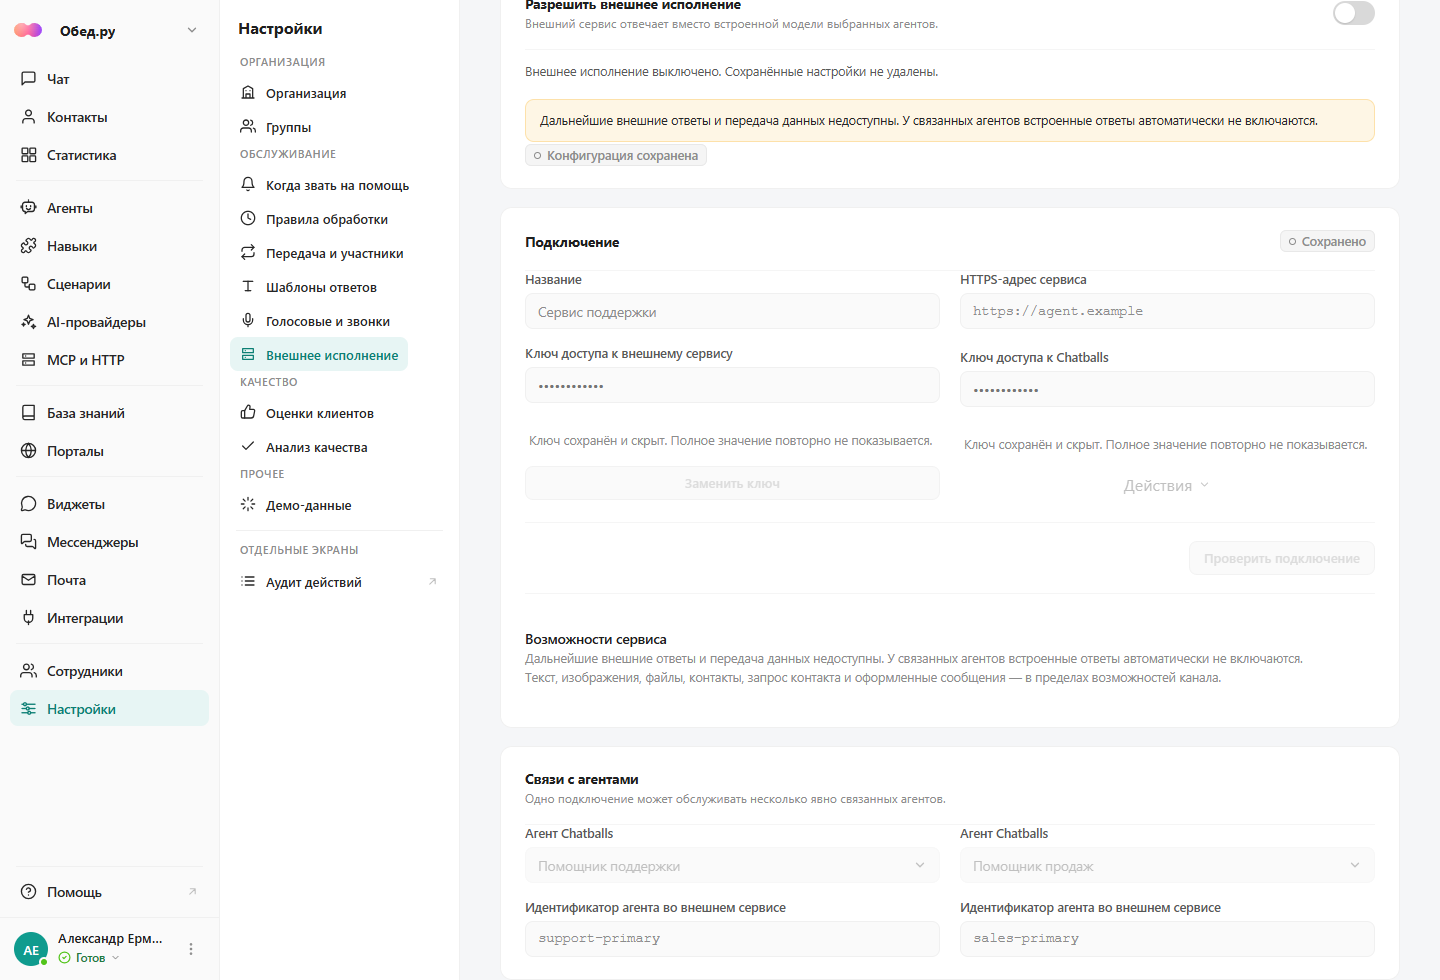 Обед.ру
Чат
Контакты
Статистика
Агенты
Навыки
Сценарии
AI-провайдеры
MCP и HTTP
База знаний
Порталы
Виджеты
Мессенджеры
Почта
Интеграции
Сотрудники
Настройки
Помощь
АЕ
Александр Ерм...
Готов
Настройки
ОРГАНИЗАЦИЯ
Организация
Группы
ОБСЛУЖИВАНИЕ
Когда звать на помощь
Правила обработки
Передача и участники
Шаблоны ответов
Голосовые и звонки
Внешнее исполнение
КАЧЕСТВО
Оценки клиентов
Анализ качества
ПРОЧЕЕ
Демо-данные
ОТДЕЛЬНЫЕ ЭКРАНЫ
Аудит действий
Разрешить внешнее исполнение
Внешний сервис отвечает вместо встроенной модели выбранных агентов.
Внешнее исполнение выключено. Сохранённые настройки не удалены.
Дальнейшие внешние ответы и передача данных недоступны. У связанных агентов встроенные ответы автоматически не включаются.
Конфигурация сохранена
Подключение
Сохранено
Название
HTTPS-адрес сервиса
Сервис поддержки
https://agent.example
Ключ доступа к внешнему сервису
Ключ доступа к Chatballs
••••••••••••
••••••••••••
Ключ сохранён и скрыт. Полное значение повторно не показывается.
Ключ сохранён и скрыт. Полное значение повторно не показывается.
Заменить ключ
Действия
Проверить подключение
Возможности сервиса
Дальнейшие внешние ответы и передача данных недоступны. У связанных агентов встроенные ответы автоматически не включаются.
Текст, изображения, файлы, контакты, запрос контакта и оформленные сообщения — в пределах возможностей канала.
Связи с агентами
Одно подключение может обслуживать несколько явно связанных агентов.
Агент Chatballs
Агент Chatballs
Помощник поддержки
Помощник продаж
Идентификатор агента во внешнем сервисе
Идентификатор агента во внешнем сервисе
support-primary
sales-primary